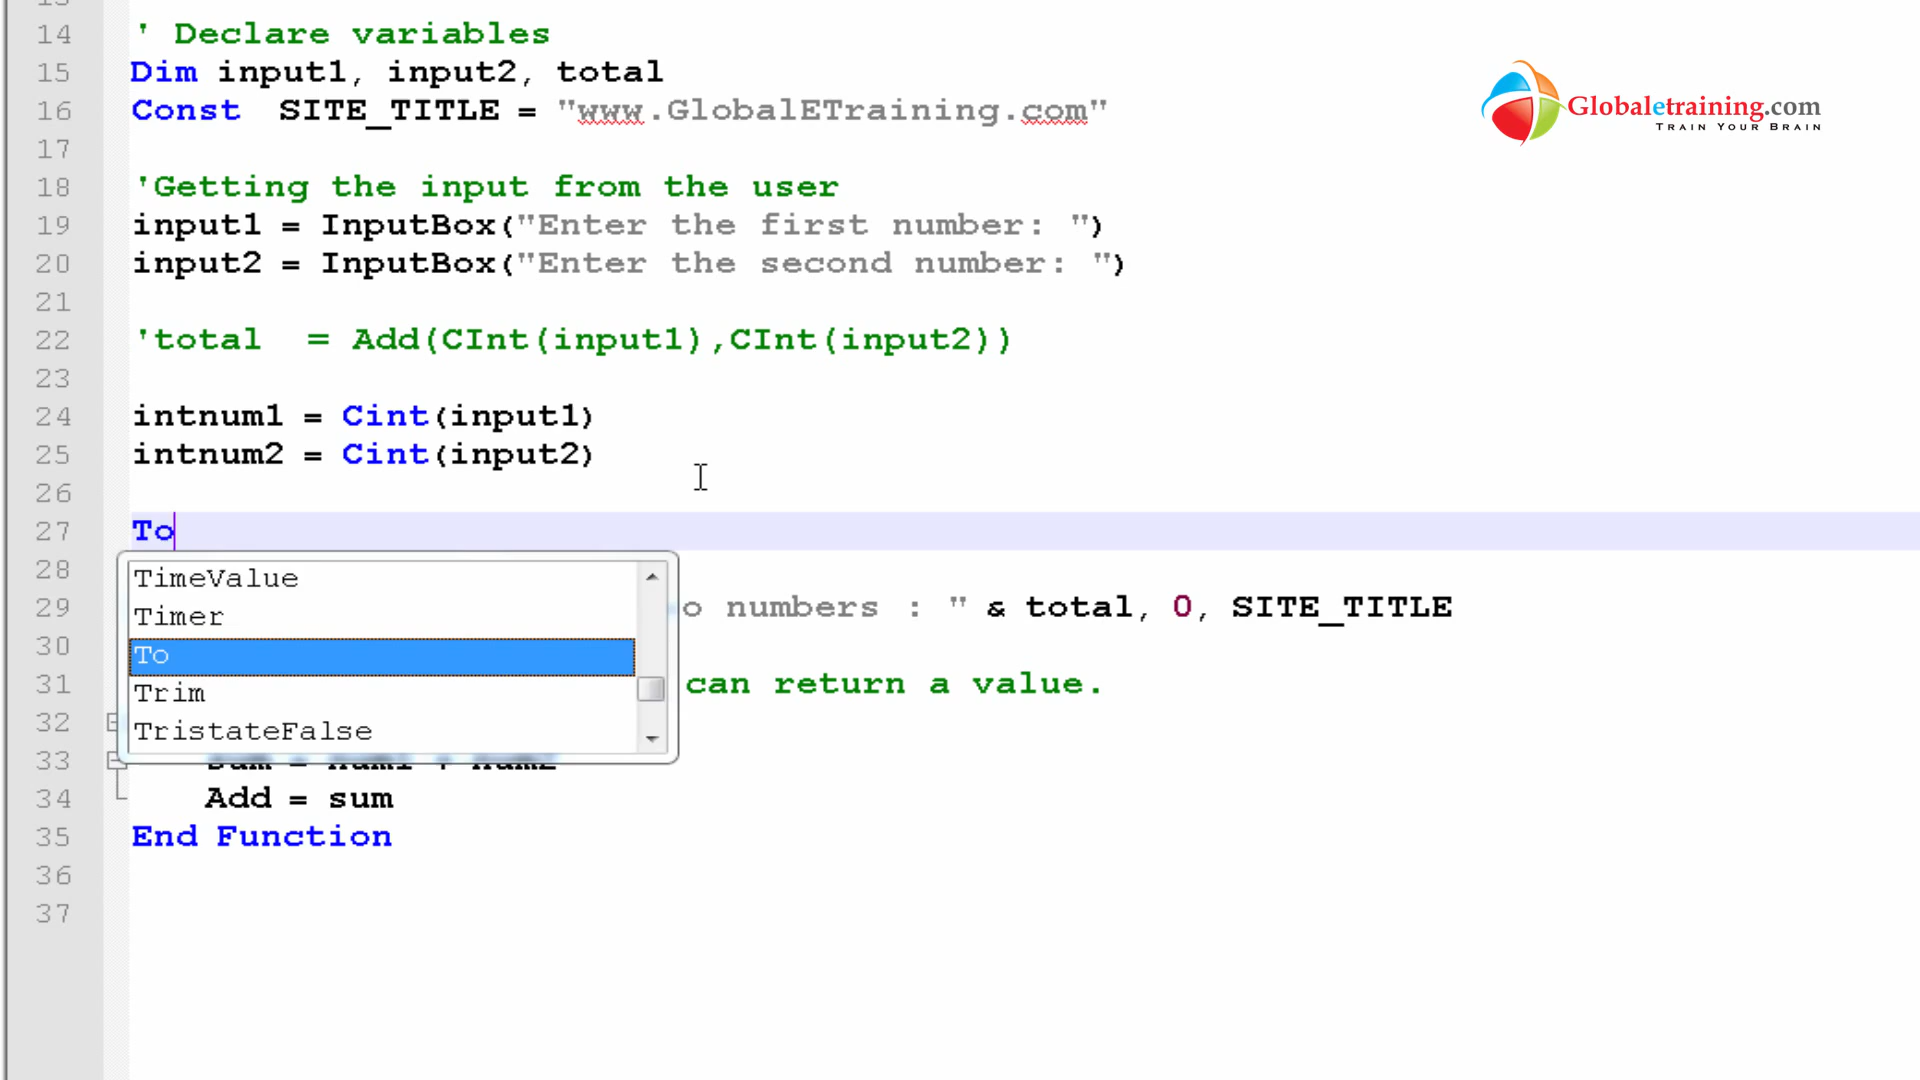 14 ' Declare variables
15 Dim input1, input2, total
16 Const  SITE_TITLE = "www.GlobalETraining.com"
17
18 'Getting the input from the user
19 input1 = InputBox("Enter the first number: ")
20 input2 = InputBox("Enter the second number: ")
21
22 'total  = Add(CInt(input1),CInt(input2))
23
24 intnum1 = Cint(input1)
25 intnum2 = Cint(input2)
26
27 To
28
29 o numbers : " & total, 0, SITE_TITLE
30
31 can return a value.
32
33 sum = num1 + num2
34 Add = sum
35 End Function
36
37
TimeValue
Timer
To
Trim
TristateFalse
Globaletraining.com
TRAIN YOUR BRAIN